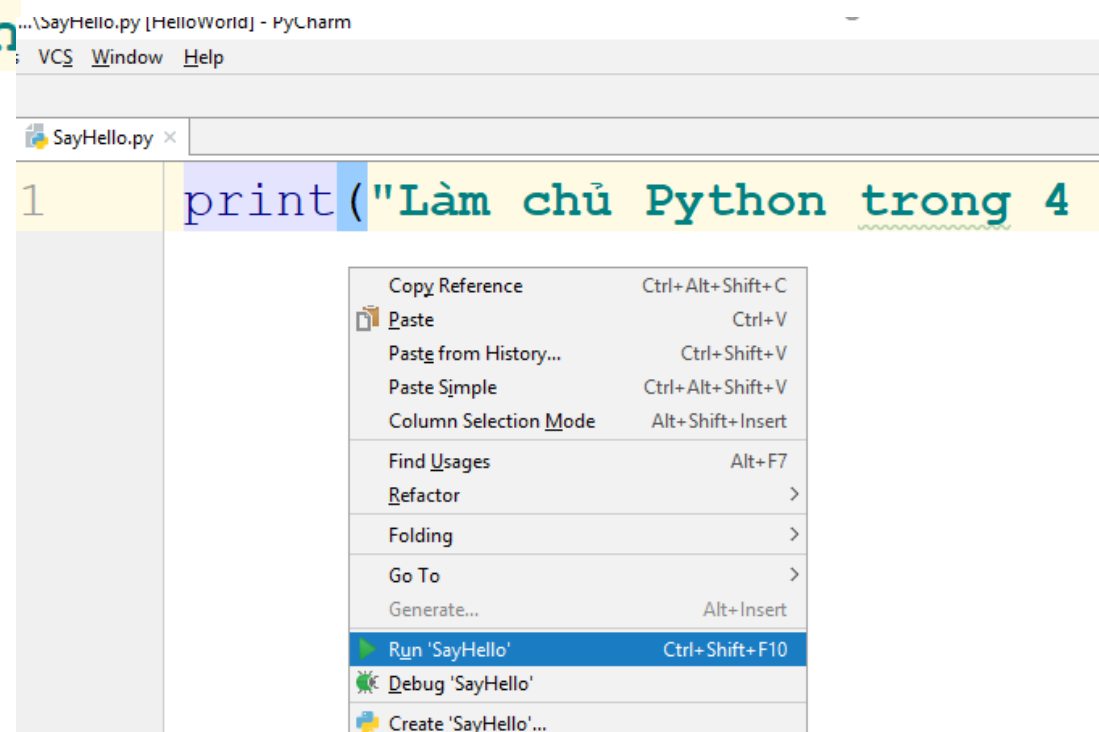 ...\SayHello.py [HelloWorld] - PyCharm
VCS Window Help
SayHello.py
1 print("Làm chủ Python trong 4
Copy Reference Ctrl+Alt+Shift+C
Paste Ctrl+V
Paste from History... Ctrl+Shift+V
Paste Simple Ctrl+Alt+Shift+V
Column Selection Mode Alt+Shift+Insert
Find Usages Alt+F7
Refactor
Folding
Go To
Generate... Alt+Insert
Run 'SayHello' Ctrl+Shift+F10
Debug 'SayHello'
Create 'SayHello'...